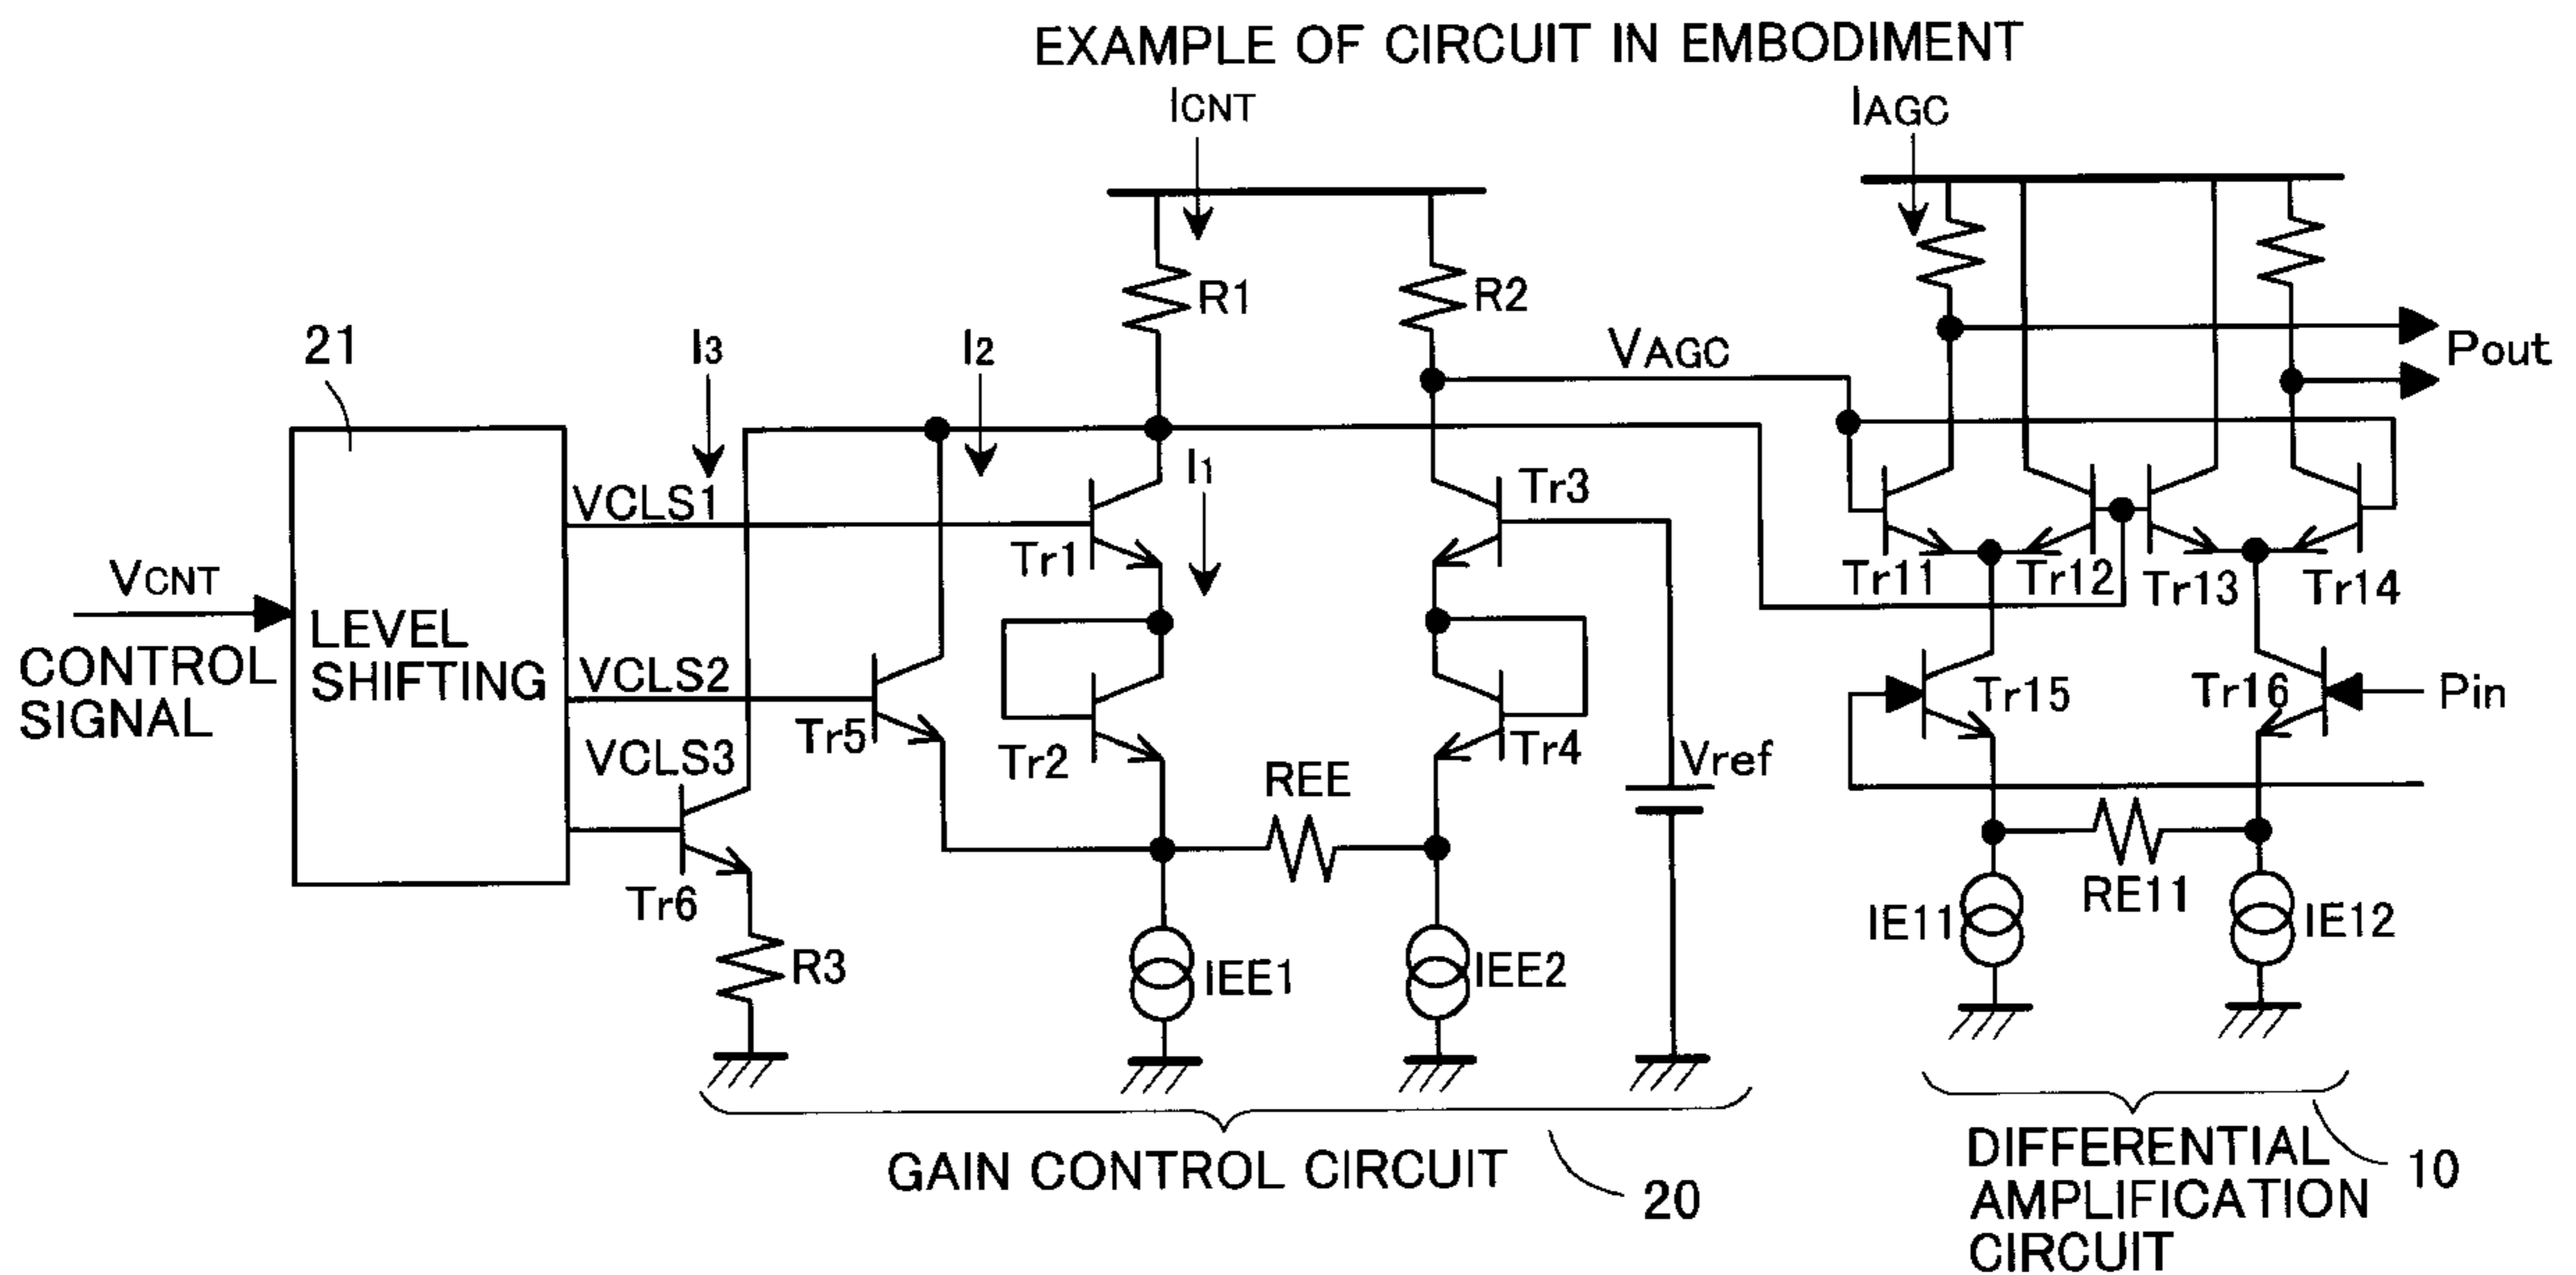 EXAMPLE OF CIRCUIT IN EMBODIMENT
ICNT
IAGC
R1
R2
21
I3
I2
VAGC
Pout
I1
VCLS1
Tr3
Tr1
VCNT
Tr11
Tr12
Tr13
Tr14
LEVEL
SHIFTING
CONTROL
SIGNAL
VCLS2
Tr5
Tr2
Tr4
Tr15
Tr16
Pin
VCLS3
REE
Vref
Tr6
RE11
IE11
IE12
R3
IEE1
IEE2
GAIN CONTROL CIRCUIT
20
DIFFERENTIAL
AMPLIFICATION
CIRCUIT
10